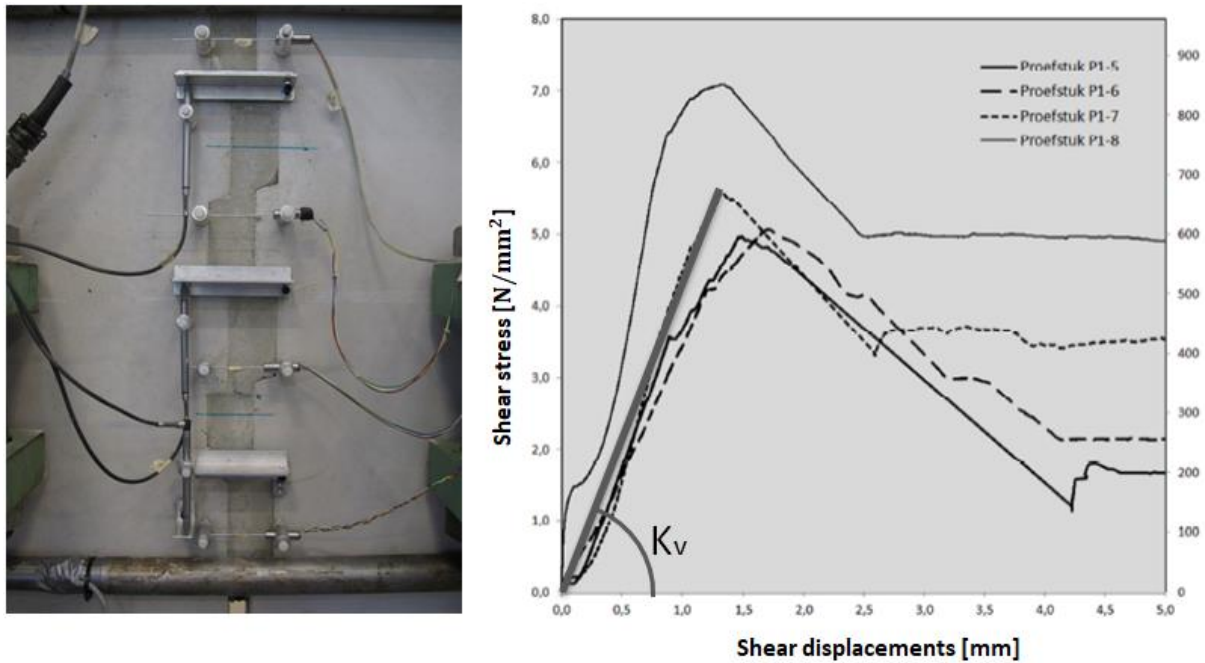 8,0
7,0
6,0
5,0
4,0
3,0
2,0
1,0
0,0
Shear stress [N/mm²]
Proefstuk P1-5
Proefstuk P1-6
Proefstuk P1-7
Proefstuk P1-8
Kv
900
800
700
600
500
400
300
200
100
0
0,0 0,5 1,0 1,5 2,0 2,5 3,0 3,5 4,0 4,5 5,0
Shear displacements [mm]